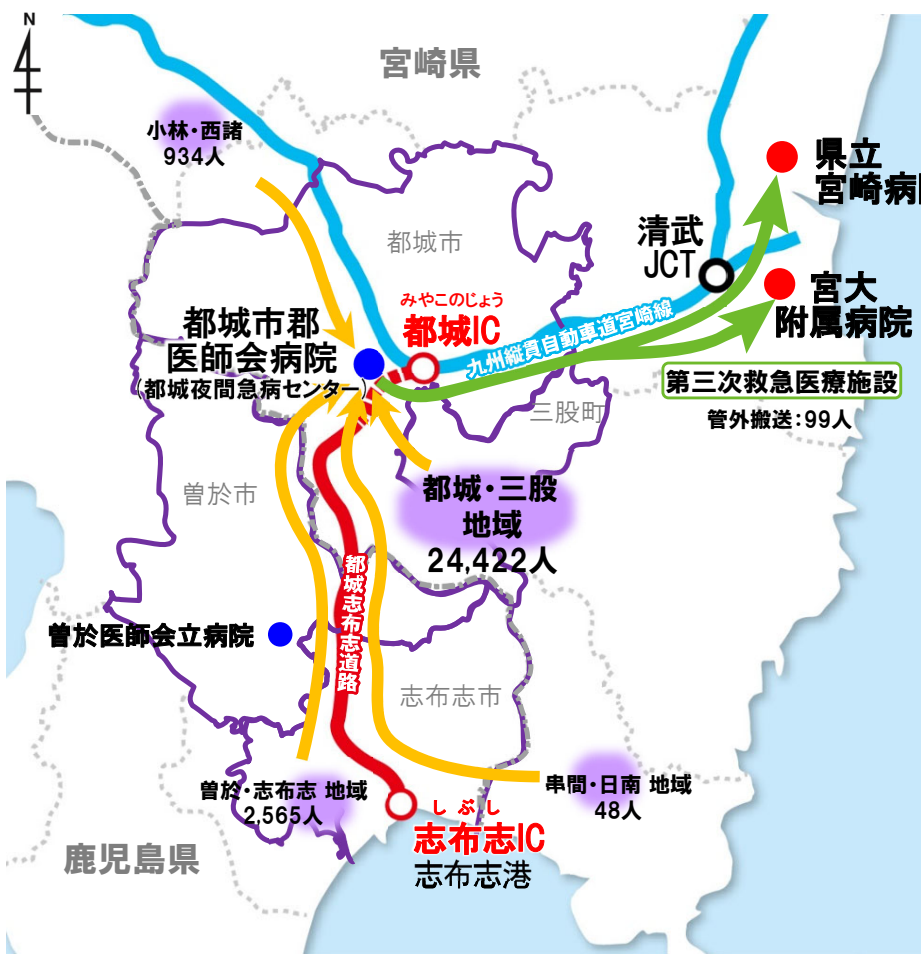 N
宮崎県
小林・西諸
934人
県立
宮崎病
都城市
清武
JCT
みやこのじょう
都城IC
宮大
附属病院
都城市郡
医師会病院
(都城夜間急病センター)
九州縦貫自動車道宮崎線
第三次救急医療施設
管外搬送:99人
三股町
曽於市
都城・三股
地域
24,422人
都城志布志道路
曽於医師会立病院
志布志市
曽於・志布志 地域
2,565人
串間・日南 地域
48人
しぶし
志布志IC
志布志港
鹿児島県